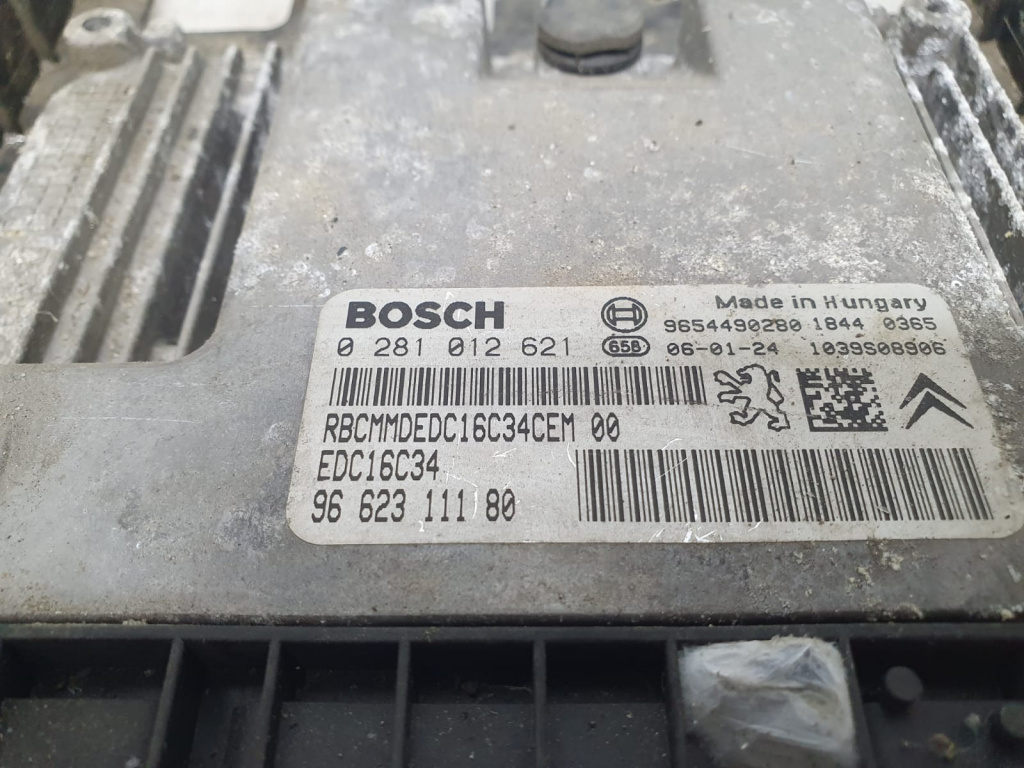 BOSCH
Made in Hungary
9654490280 1844 0365
0 281 012 621 658 06-01-24 1039S08906
RBCMMDEDC16C34CEM 00
EDC16C34
96 623 111 80